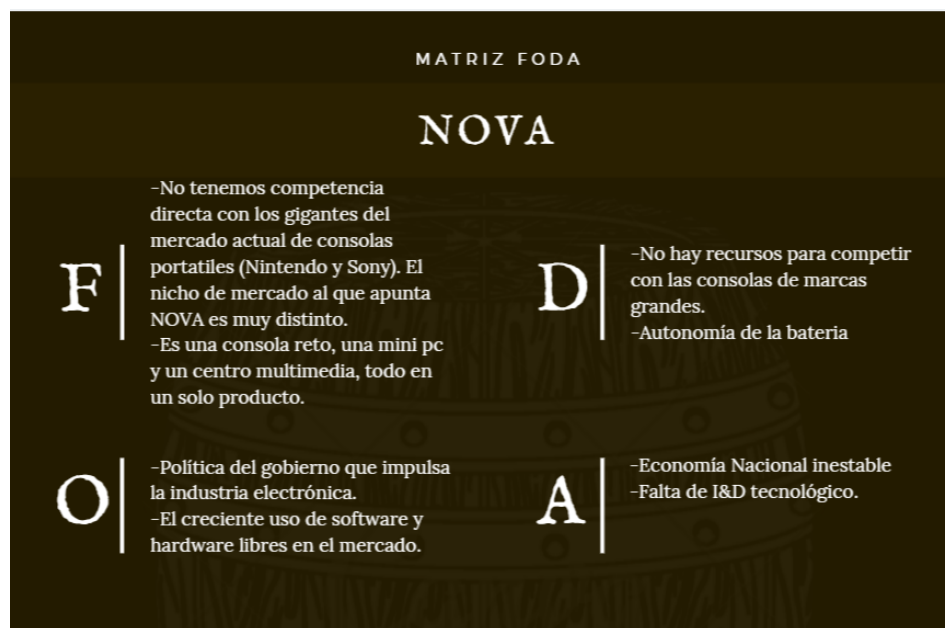 MATRIZ FODA
NOVA
F
-No tenemos competencia
directa con los gigantes del
mercado actual de consolas
portatiles (Nintendo y Sony). El
nicho de mercado al que apunta
NOVA es muy distinto.
-Es una consola reto, una mini pc
y un centro multimedia, todo en
un solo producto.
D
-No hay recursos para competir
con las consolas de marcas
grandes.
-Autonomía de la bateria
O
-Política del gobierno que impulsa
la industria electrónica.
-El creciente uso de software y
hardware libres en el mercado.
A
-Economía Nacional inestable
-Falta de I&D tecnológico.